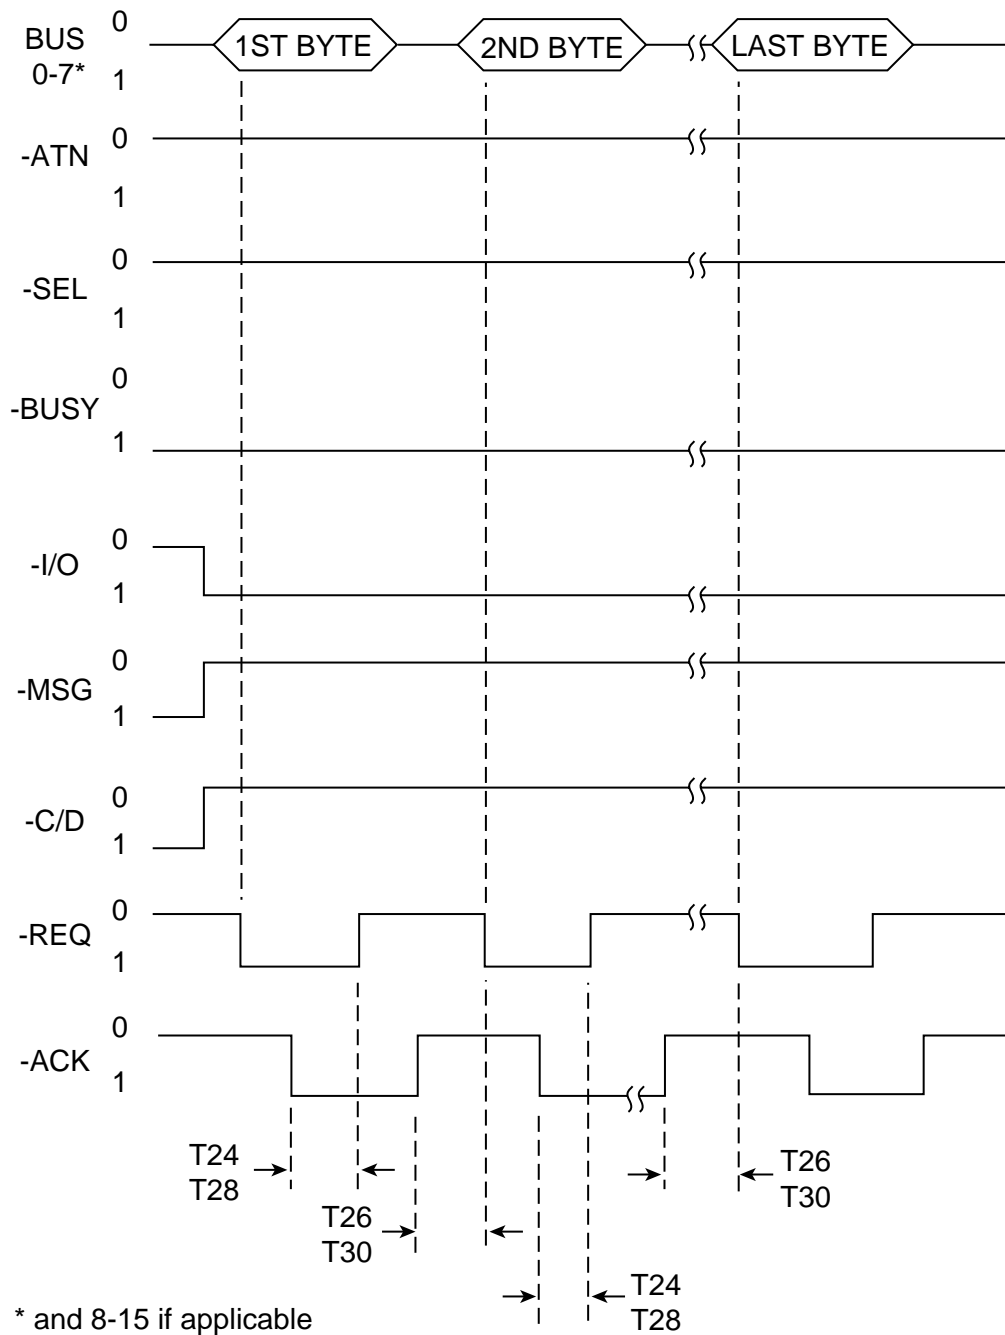 0
BUS
0-7*
1
1ST BYTE
2ND BYTE
LAST BYTE
0
-ATN
1
0
-SEL
1
0
-BUSY
1
0
-I/O
1
0
-MSG
1
0
-C/D
1
0
-REQ
1
0
-ACK
1
T24
T28
T26
T30
T26
T30
T24
T28
* and 8-15 if applicable